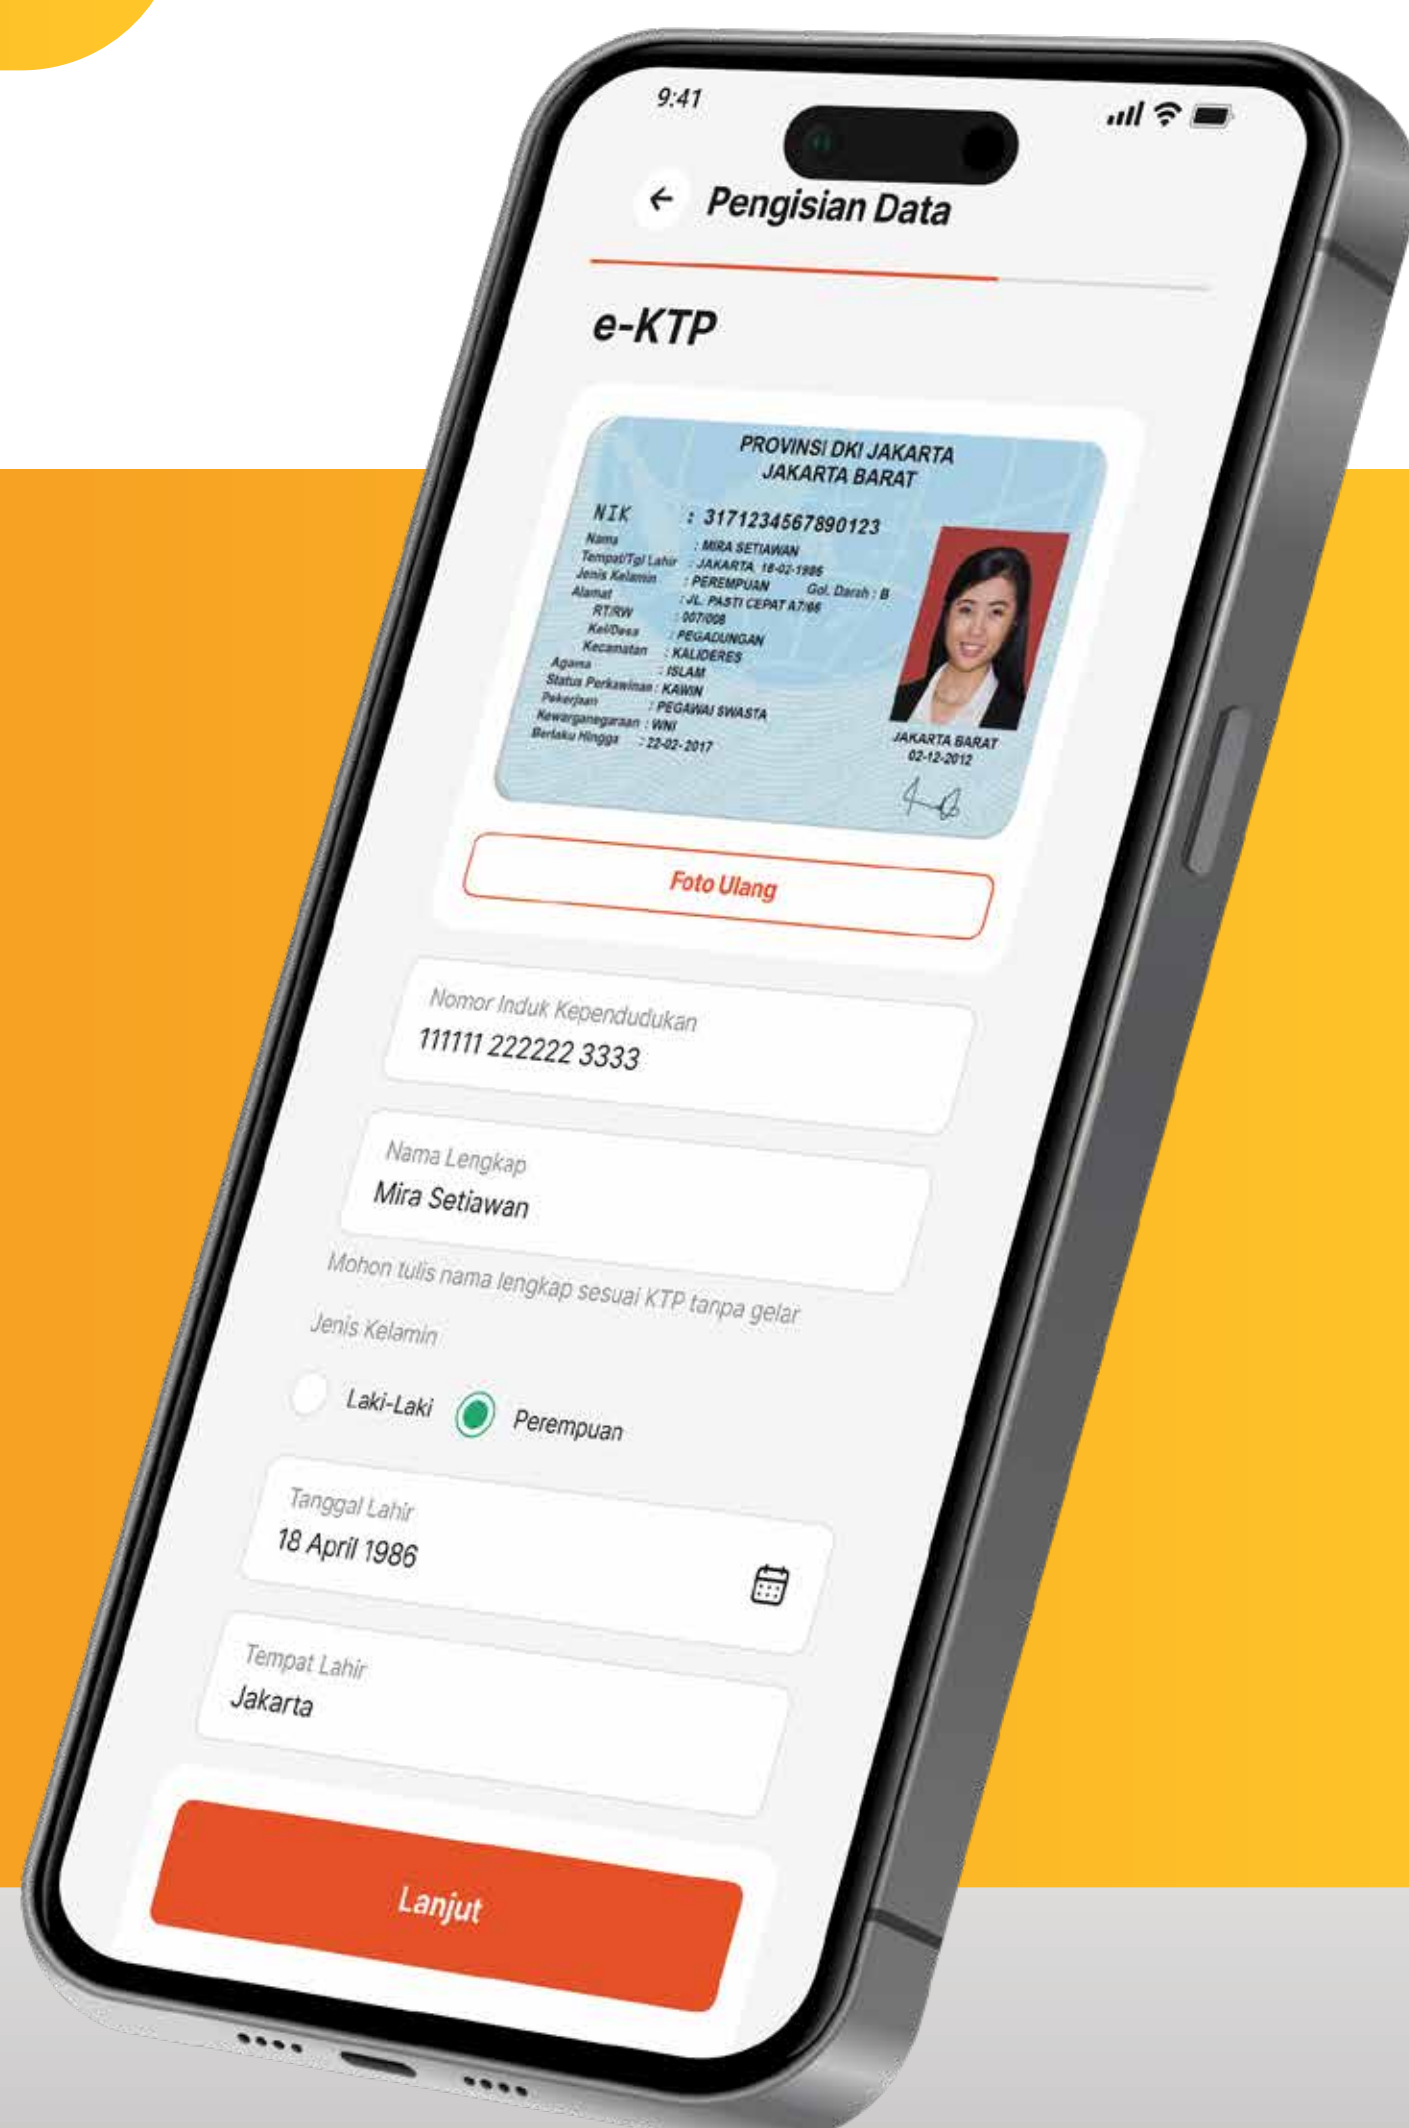 9:41
Pengisian Data
e-KTP
PROVINSI DKI JAKARTA
JAKARTA BARAT
NIK : 3171234567890123
Nama : MIRA SETIAWAN
Tempat/Tgl Lahir : JAKARTA 18-02-1986
Jenis Kelamin : PEREMPUAN Gol. Darah : B
Alamat : JL. PASTI CEPAT A7/66
RT/RW : 007/008
Kel/Desa : PEGADUNGAN
Kecamatan : KALIDERES
Agama : ISLAM
Status Perkawinan : KAWIN
Pekerjaan : PEGAWAI SWASTA
Kewarganegaraan : WNI
Berlaku Hingga : 22-02-2017
JAKARTA BARAT
02-12-2012
Foto Ulang
Nomor Induk Kependudukan
111111 222222 3333
Nama Lengkap
Mira Setiawan
Mohon tulis nama lengkap sesuai KTP tanpa gelar
Jenis Kelamin
Laki-Laki Perempuan
Tanggal Lahir
18 April 1986
Tempat Lahir
Jakarta
Lanjut